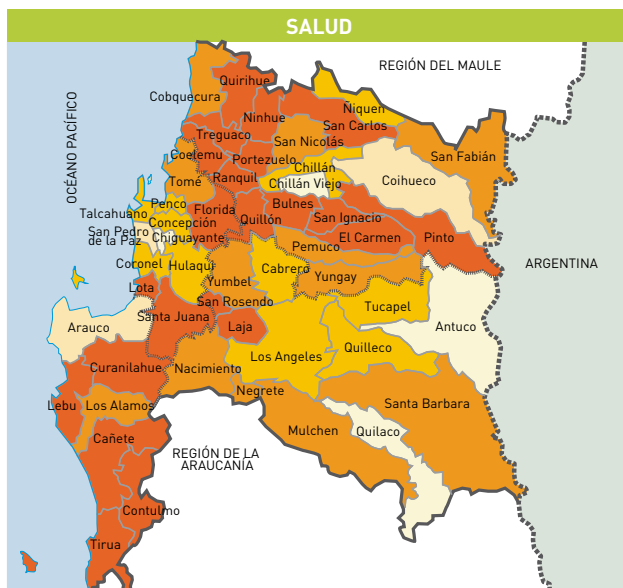 SALUD
REGIÓN DEL MAULE
OCÉANO PACÍFICO
Quirihue
Cobquecura
Ñiquen
Ninhue
San Carlos
Treguaco
San Nicolás
Coelemu
Portezuelo
San Fabián
Chillán
Ranquil
Tomé
Chillán Viejo
Coihueco
Penco
Bulnes
Talcahuano
Florida
San Ignacio
Concepción
Quillón
San Pedro
de la Paz
Chiguayante
El Carmen
Pinto
Pemuco
Coronel
Hulaqui
Cabrero
ARGENTINA
Yumbel
Yungay
Lota
San Rosendo
Tucapel
Santa Juana
Arauco
Laja
Antuco
Quilleco
Los Angeles
Curanilahue
Nacimiento
Negrete
Santa Barbara
Lebu
Los Alamos
Mulchen
Quilaco
Cañete
REGIÓN DE LA
ARAUCANÍA
Contulmo
Tirua